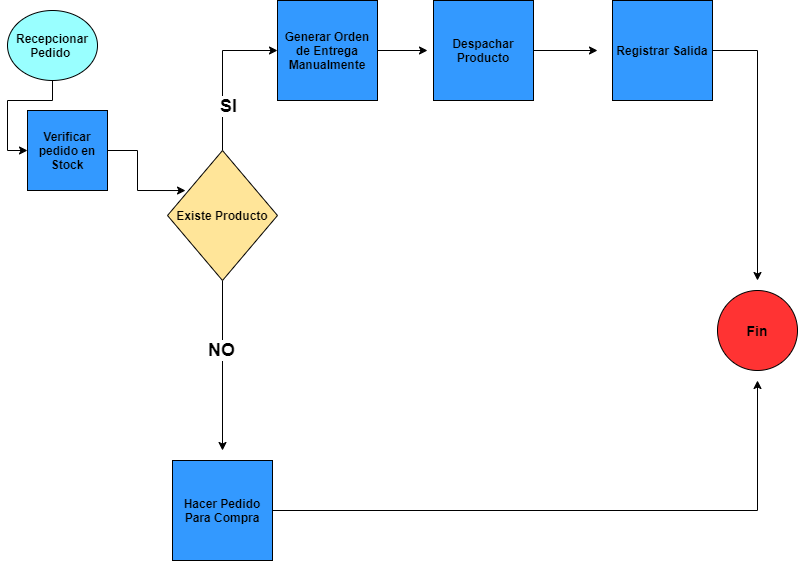 Recepcionar
Pedido
Verificar
pedido en
Stock
Existe Producto
SI
Generar Orden
de Entrega
Manualmente
Despachar
Producto
Registrar Salida
NO
Hacer Pedido
Para Compra
Fin